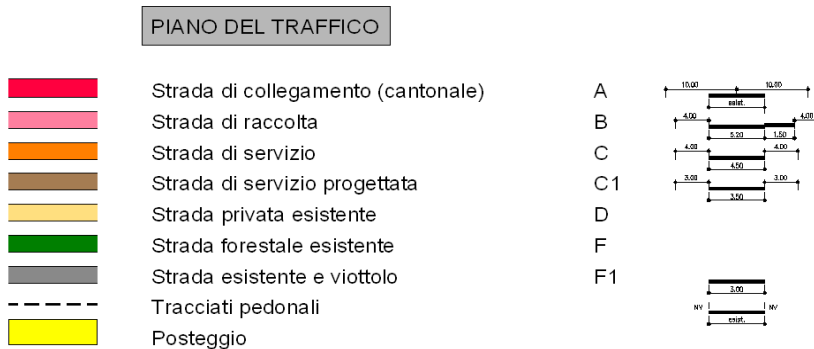 PIANO DEL TRAFFICO
Strada di collegamento (cantonale) A 10.00 10.00
esist.
Strada di raccolta B 4.00 4.00
5.20 1.50
Strada di servizio C 4.00 4.00
4.50
Strada di servizio progettata C1 3.00 3.00
3.50
Strada privata esistente D
Strada forestale esistente F
Strada esistente e viottolo F1
3.00
Tracciati pedonali NV NV
esist.
Posteggio